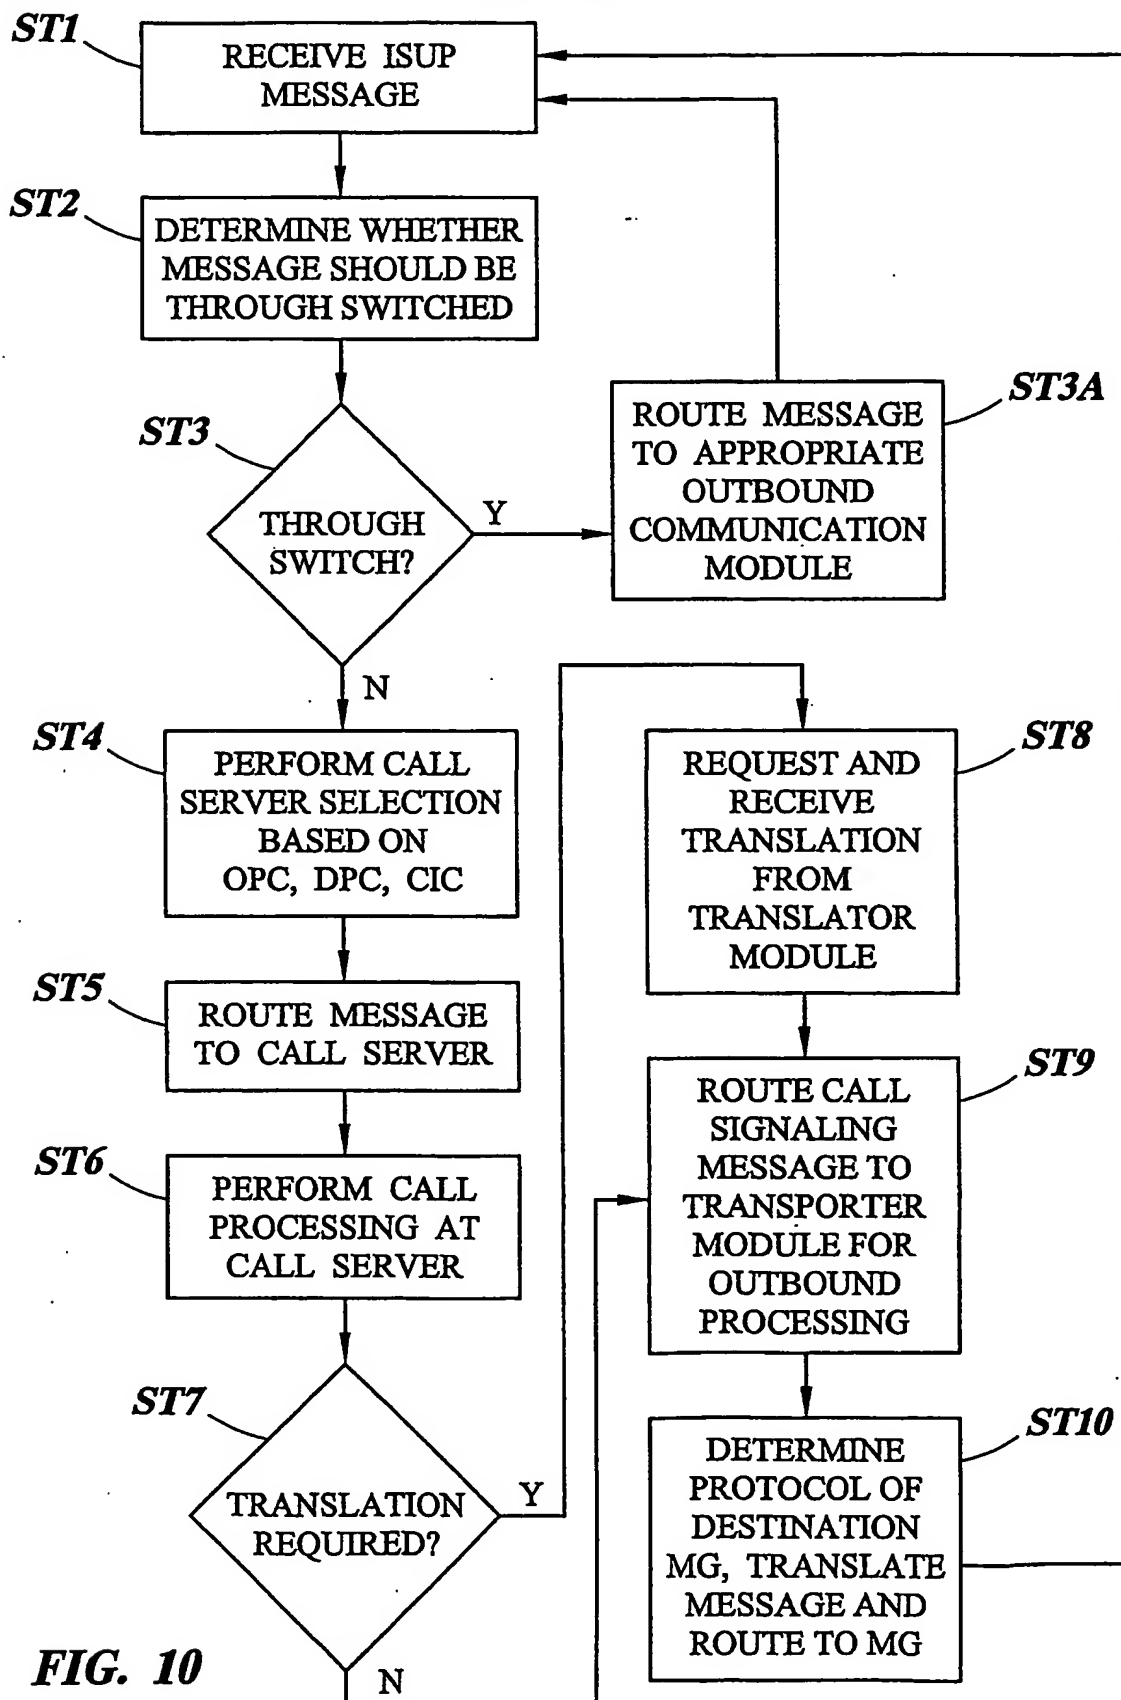 ST1
RECEIVE ISUP
MESSAGE
ST2
DETERMINE WHETHER
MESSAGE SHOULD BE
THROUGH SWITCHED
ST3
THROUGH
SWITCH?
Y
ST3A
ROUTE MESSAGE
TO APPROPRIATE
OUTBOUND
COMMUNICATION
MODULE
N
ST4
PERFORM CALL
SERVER SELECTION
BASED ON
OPC, DPC, CIC
ST5
ROUTE MESSAGE
TO CALL SERVER
ST6
PERFORM CALL
PROCESSING AT
CALL SERVER
ST7
TRANSLATION
REQUIRED?
Y
N
ST8
REQUEST AND
RECEIVE
TRANSLATION
FROM
TRANSLATOR
MODULE
ST9
ROUTE CALL
SIGNALING
MESSAGE TO
TRANSPORTER
MODULE FOR
OUTBOUND
PROCESSING
ST10
DETERMINE
PROTOCOL OF
DESTINATION
MG, TRANSLATE
MESSAGE AND
ROUTE TO MG
FIG. 10